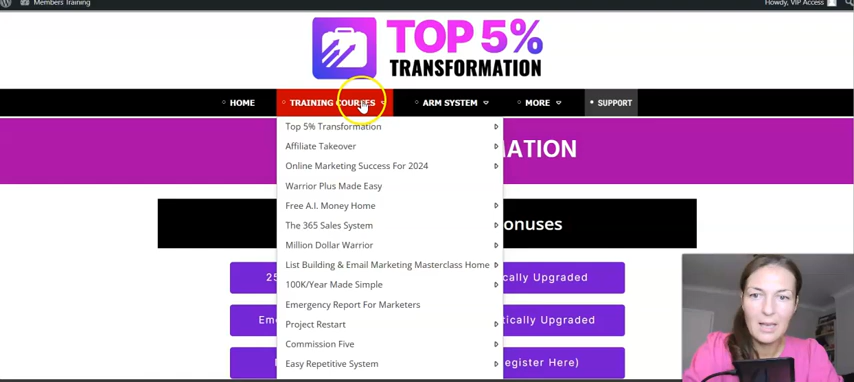 Members Training
Howdy, VIP Access
TOP 5%
TRANSFORMATION
HOME
TRAINING COURSES
ARM SYSTEM
MORE
SUPPORT
Top 5% Transformation
Affiliate Takeover
Online Marketing Success For 2024
Warrior Plus Made Easy
Free A.I. Money Home
The 365 Sales System
Million Dollar Warrior
List Building & Email Marketing Masterclass Home
100K/Year Made Simple
Emergency Report For Marketers
Project Restart
Commission Five
Easy Repetitive System
ATION
onuses
25
cally Upgraded
Eme
tically Upgraded
egister Here)